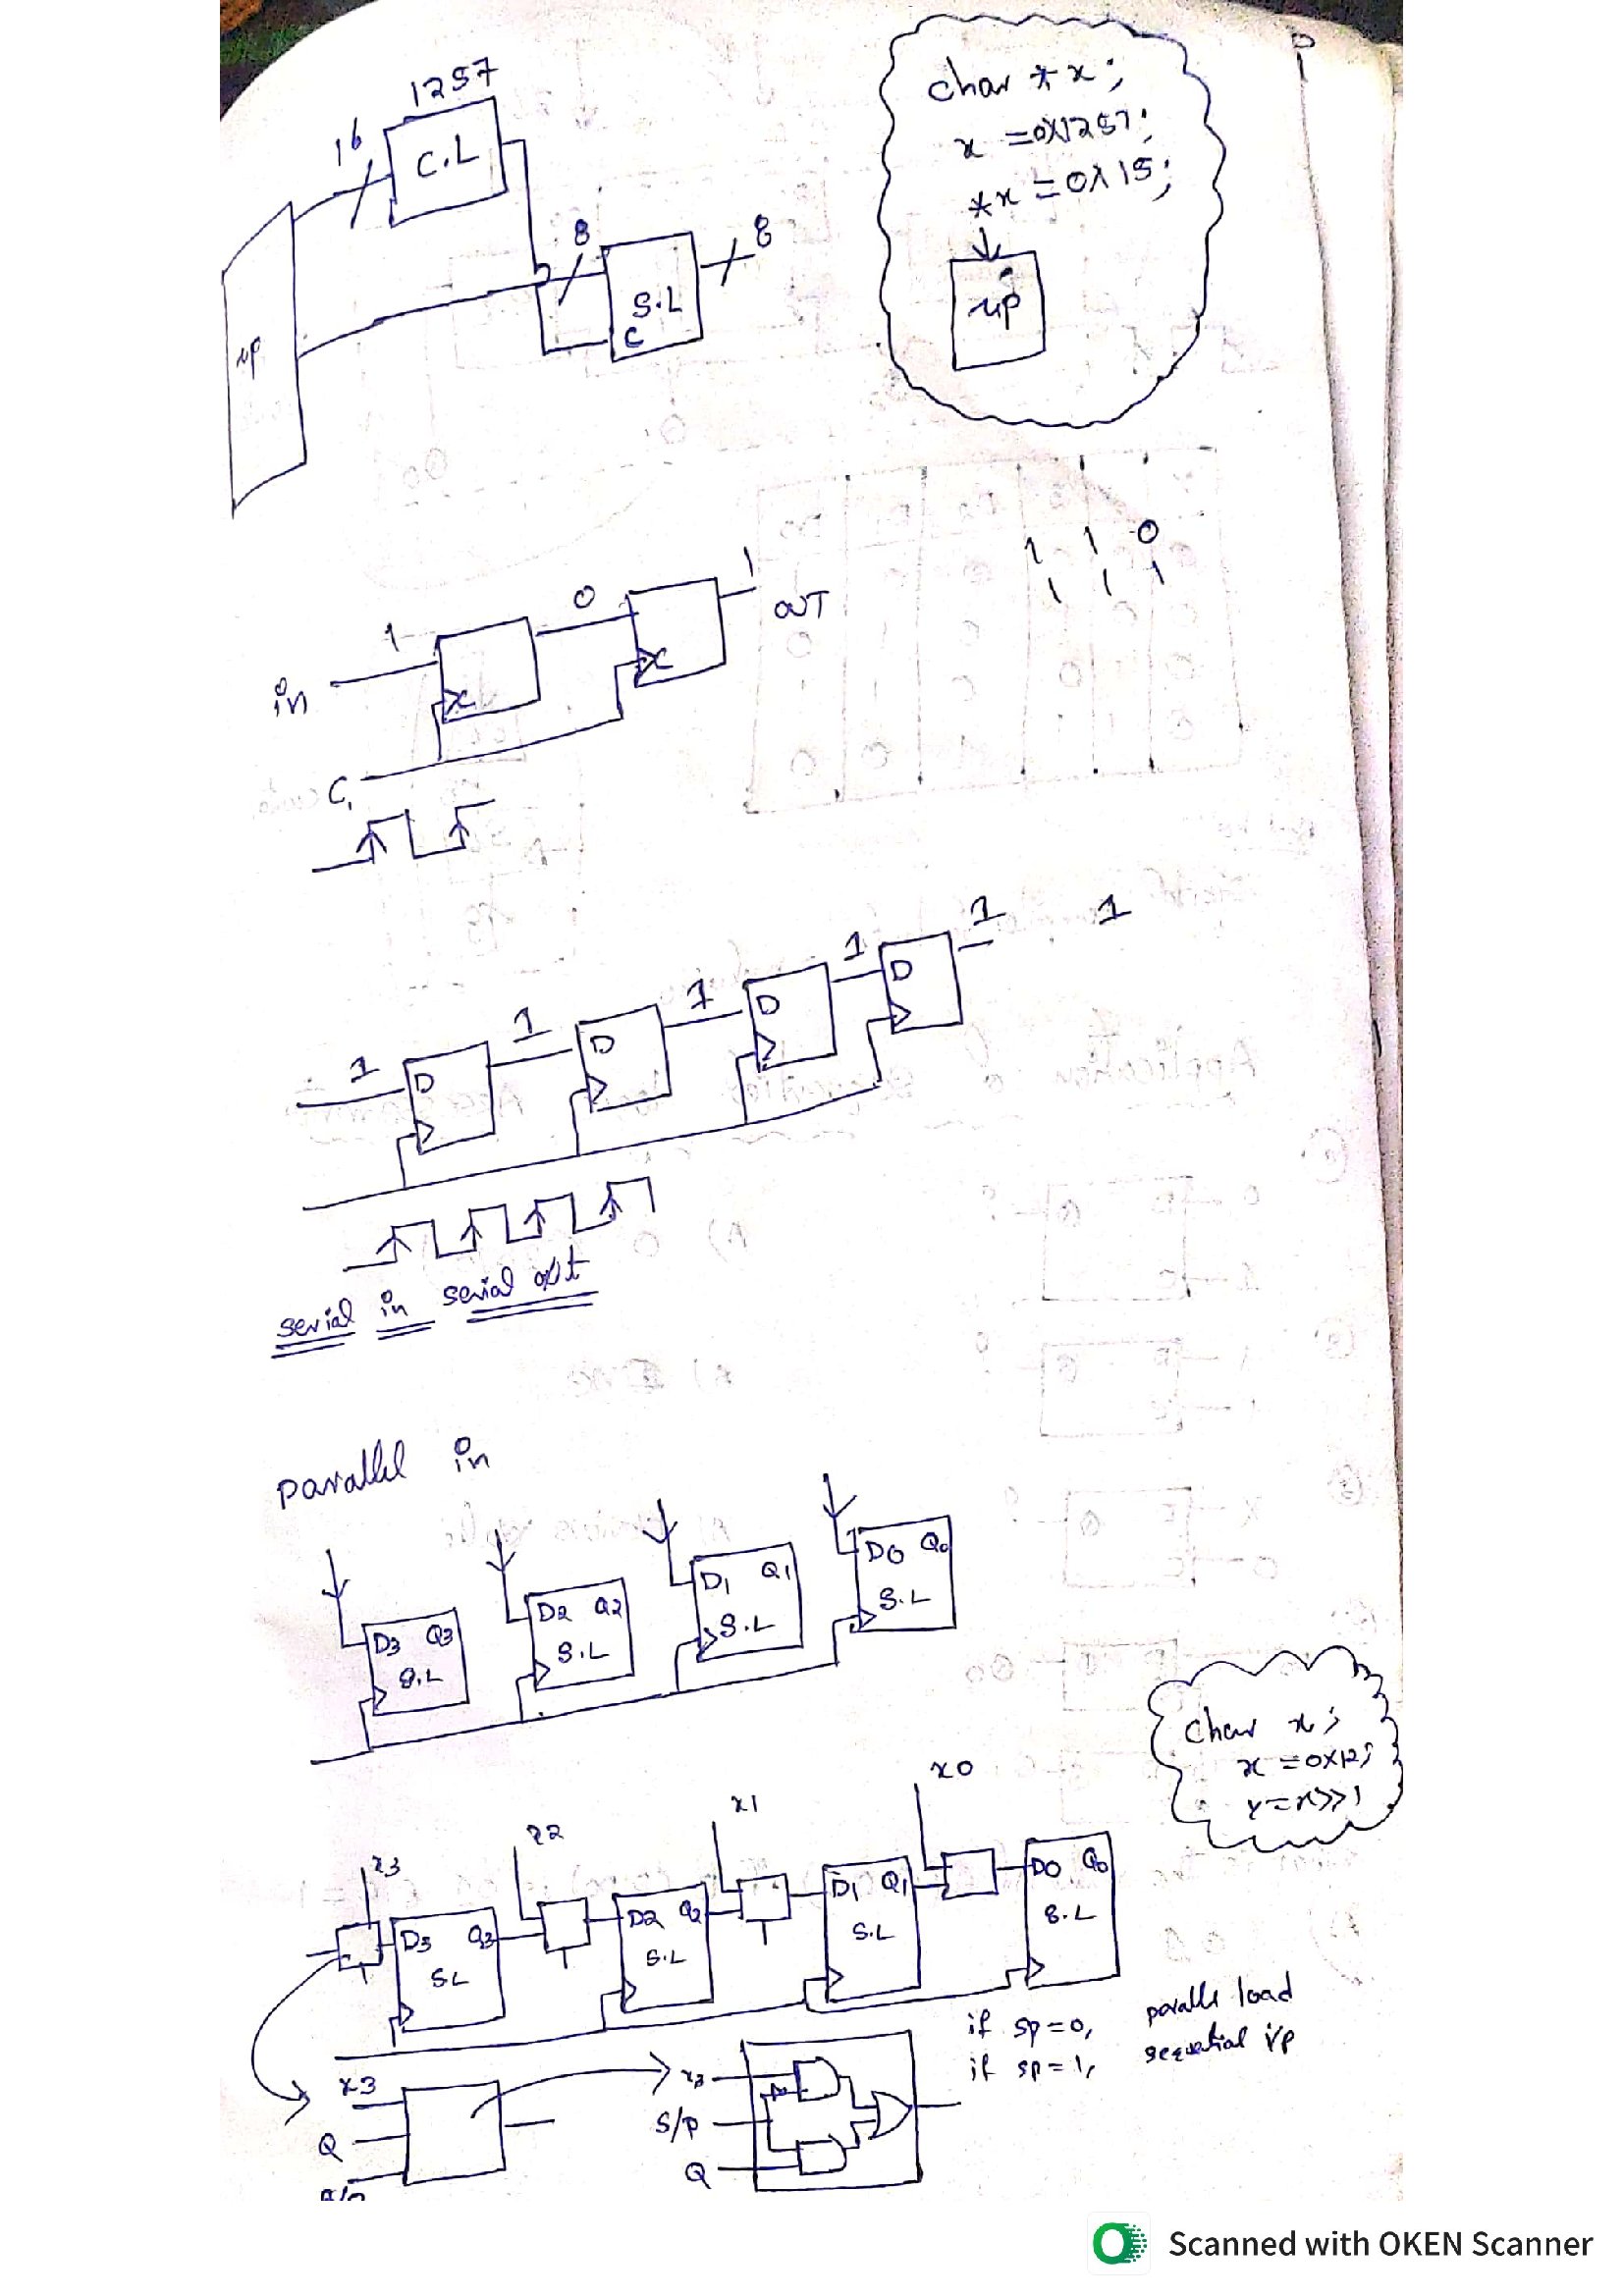 1257
16
C.L
8
8
S.L
C
up
char *x;
x = 0x1257;
*x = 0x15;
up
1 1 0
1 1 1
1
0
1
in
OUT
C
C
C
1
1
1
1
1
1
D
D
D
D
serial in serial o/t
parallel in
D3 Q3
S.L
D2 Q2
S.L
D1 Q1
S.L
D0 Q0
S.L
char x;
x = 0x12;
y = x>>1
x3
x2
x1
x0
D3 Q3
S.L
D2 Q2
S.L
D1 Q1
S.L
D0 Q0
S.L
if sp=0, paralle load
if sp=1, sequential i/p
x3
Q
x3
S/P
Q
Scanned with OKEN Scanner